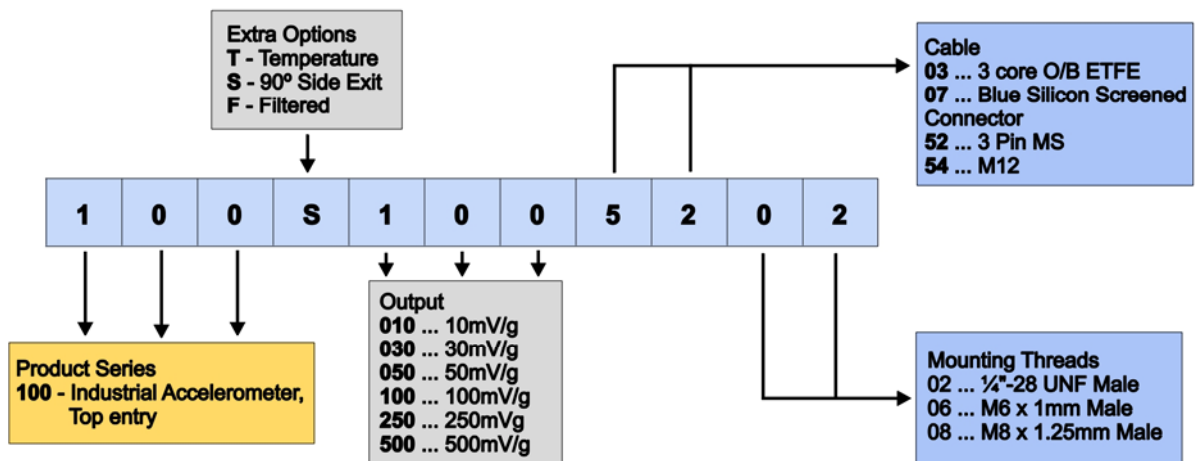 Extra Options
T - Temperature
S - 90º Side Exit
F - Filtered
Cable
03 ... 3 core O/B ETFE
07 ... Blue Silicon Screened
Connector
52 ... 3 Pin MS
54 ... M12
1 0 0 S 1 0 0 5 2 0 2
Product Series
100 - Industrial Accelerometer,
Top entry
Output
010 ... 10mV/g
030 ... 30mV/g
050 ... 50mV/g
100 ... 100mV/g
250 ... 250mVg
500 ... 500mV/g
Mounting Threads
02 ... ¼"-28 UNF Male
06 ... M6 x 1mm Male
08 ... M8 x 1.25mm Male